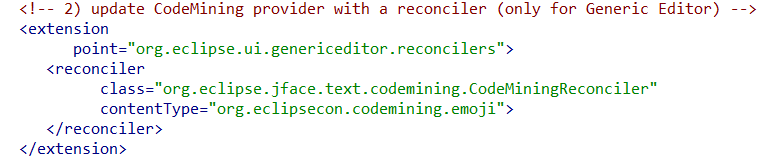 <!-- 2) update CodeMining provider with a reconciler (only for Generic Editor) -->
<extension
point="org.eclipse.ui.genericeditor.reconcilers">
<reconciler
class="org.eclipse.jface.text.codemining.CodeMiningReconciler"
contentType="org.eclipsecon.codemining.emoji">
</reconciler>
</extension>